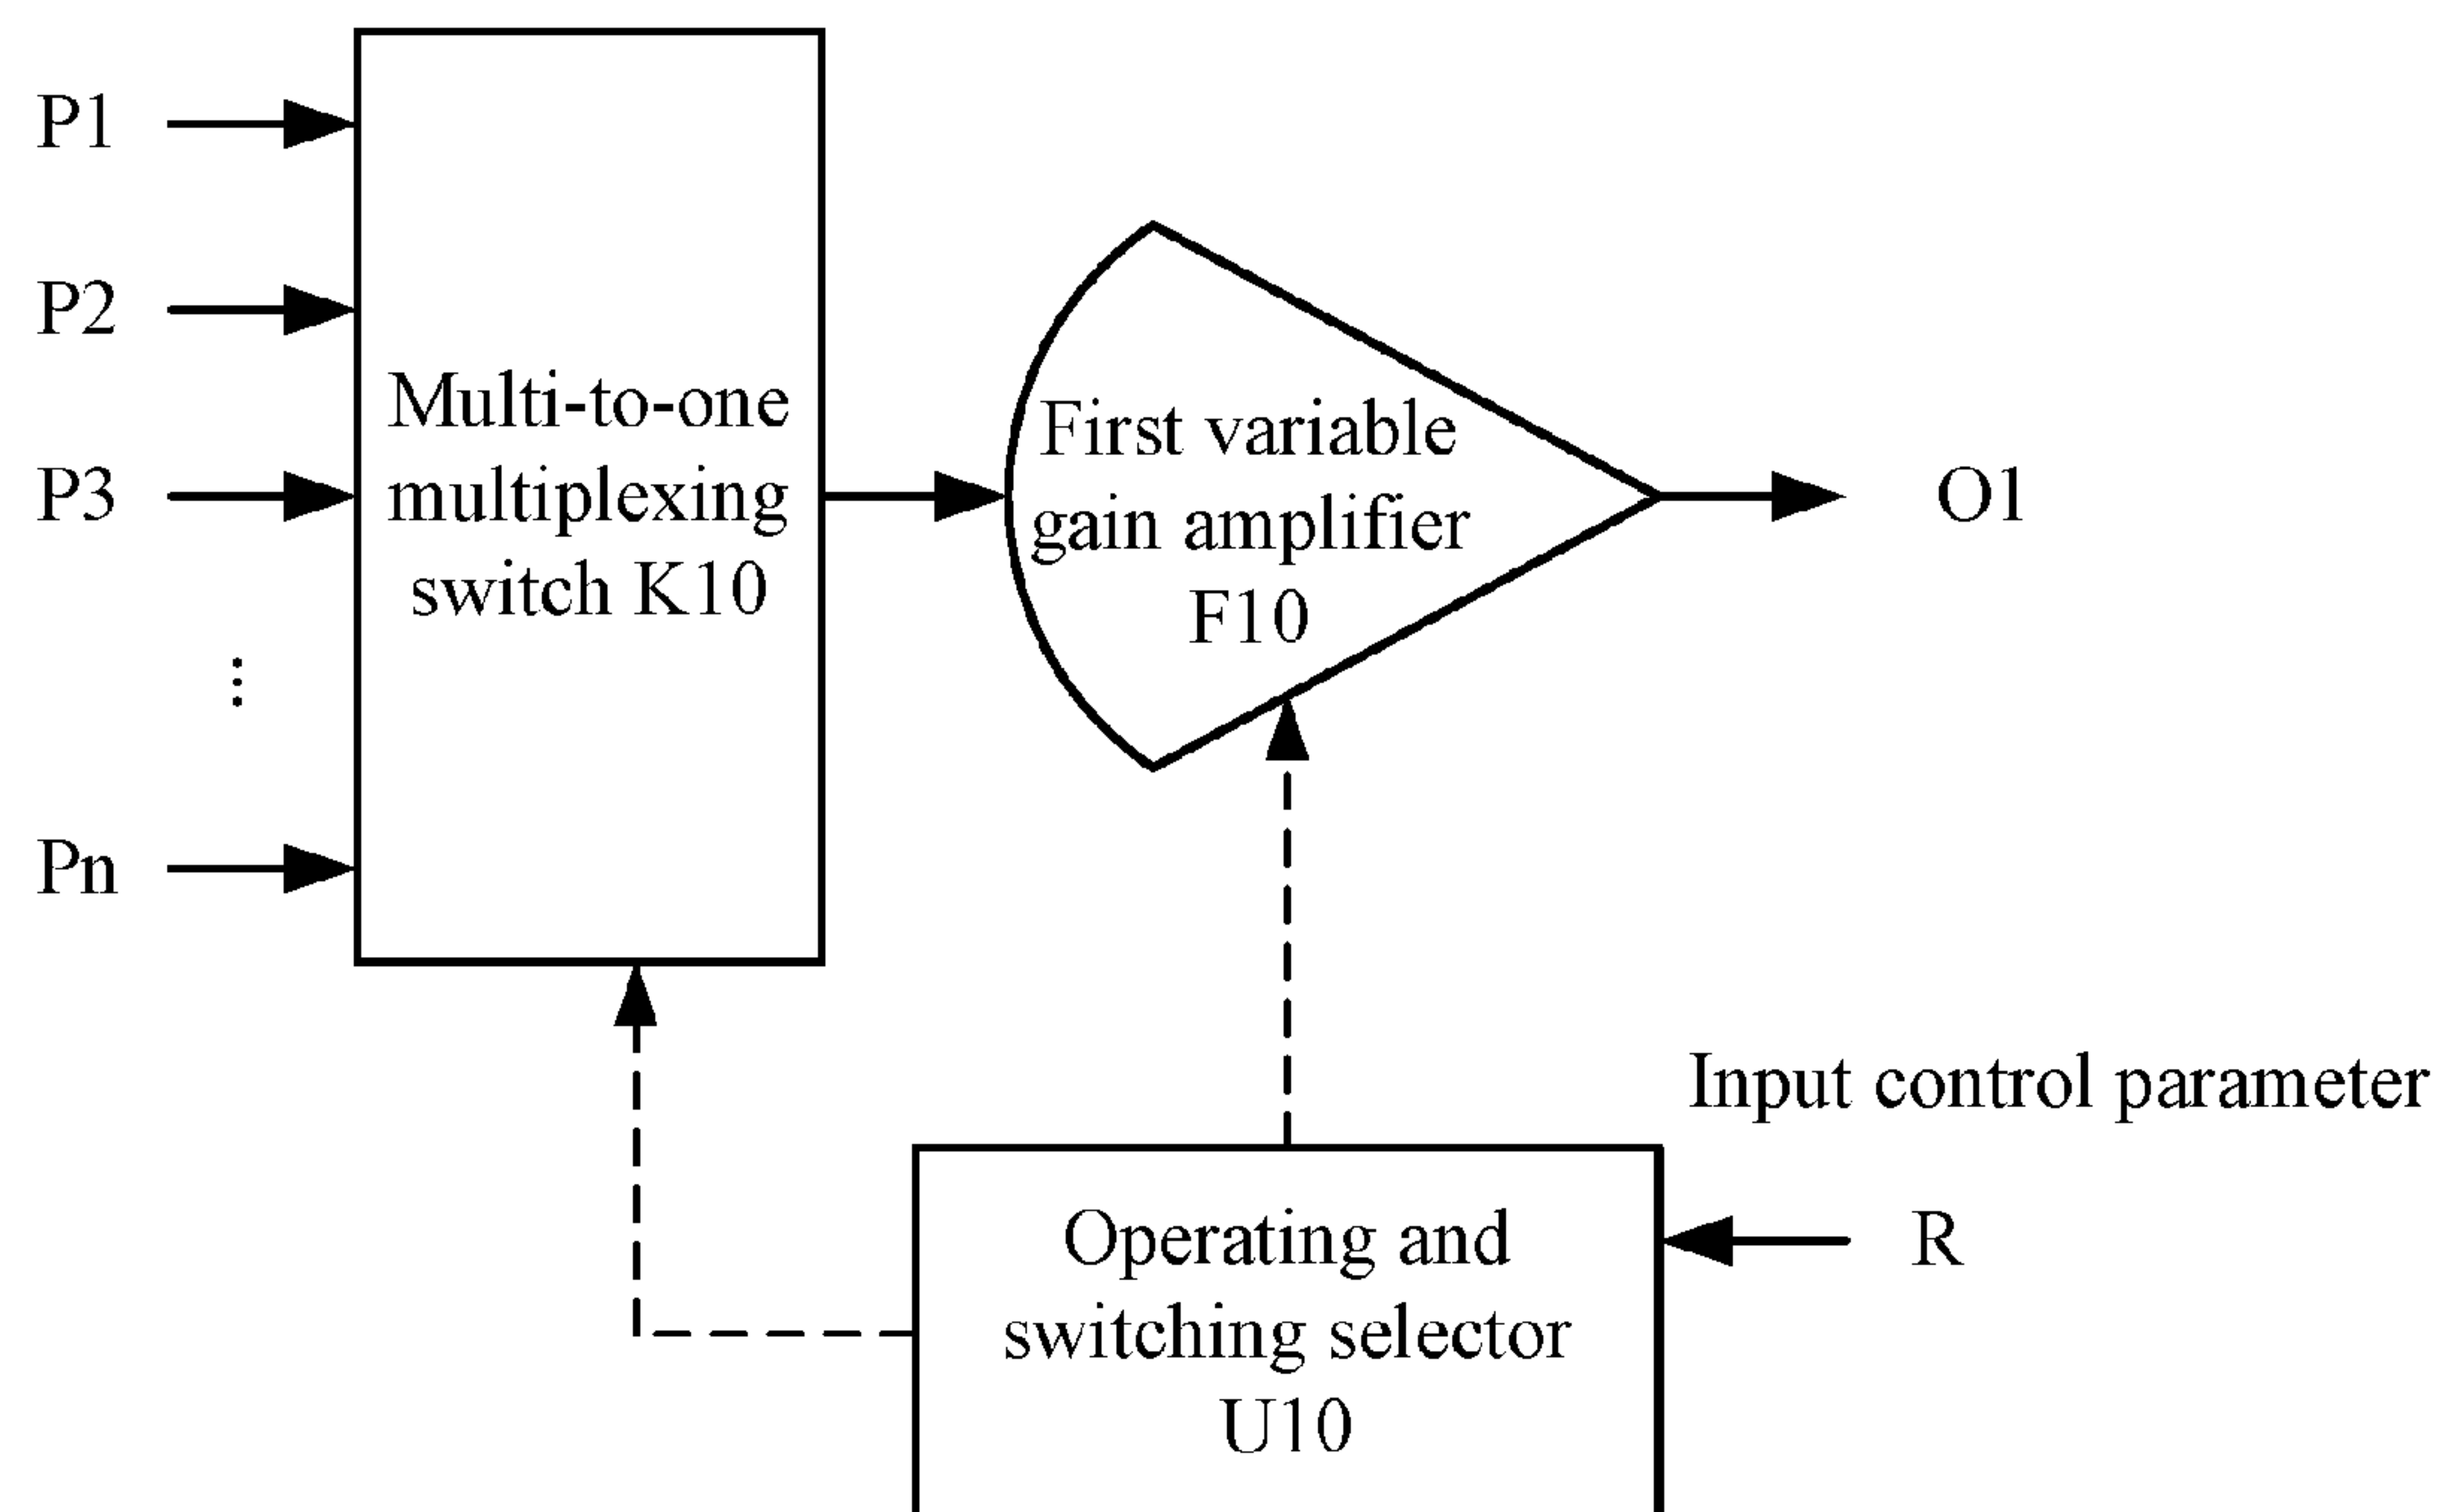 P1
P2
P3
⋮
Pn
Multi-to-one
multiplexing
switch K10
First variable
gain amplifier
F10
O1
Input control parameter
R
Operating and
switching selector
U10